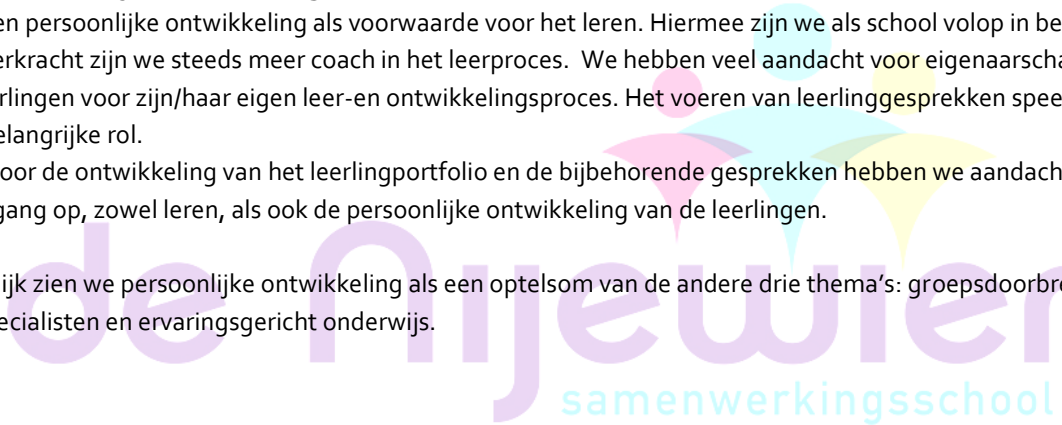 en persoonlijke ontwikkeling als voorwaarde voor het leren. Hiermee zijn we als school volop in be
erkracht zijn we steeds meer coach in het leerproces. We hebben veel aandacht voor eigenaarscha
rlingen voor zijn/haar eigen leer-en ontwikkelingsproces. Het voeren van leerlinggesprekken spee
elangrijke rol.
oor de ontwikkeling van het leerlingportfolio en de bijbehorende gesprekken hebben we aandach
gang op, zowel leren, als ook de persoonlijke ontwikkeling van de leerlingen.
ijk zien we persoonlijke ontwikkeling als een optelsom van de andere drie thema's: groepsdoorbre
ecialisten en ervaringsgericht onderwijs.
de Nijewier
samenwerkingsschool